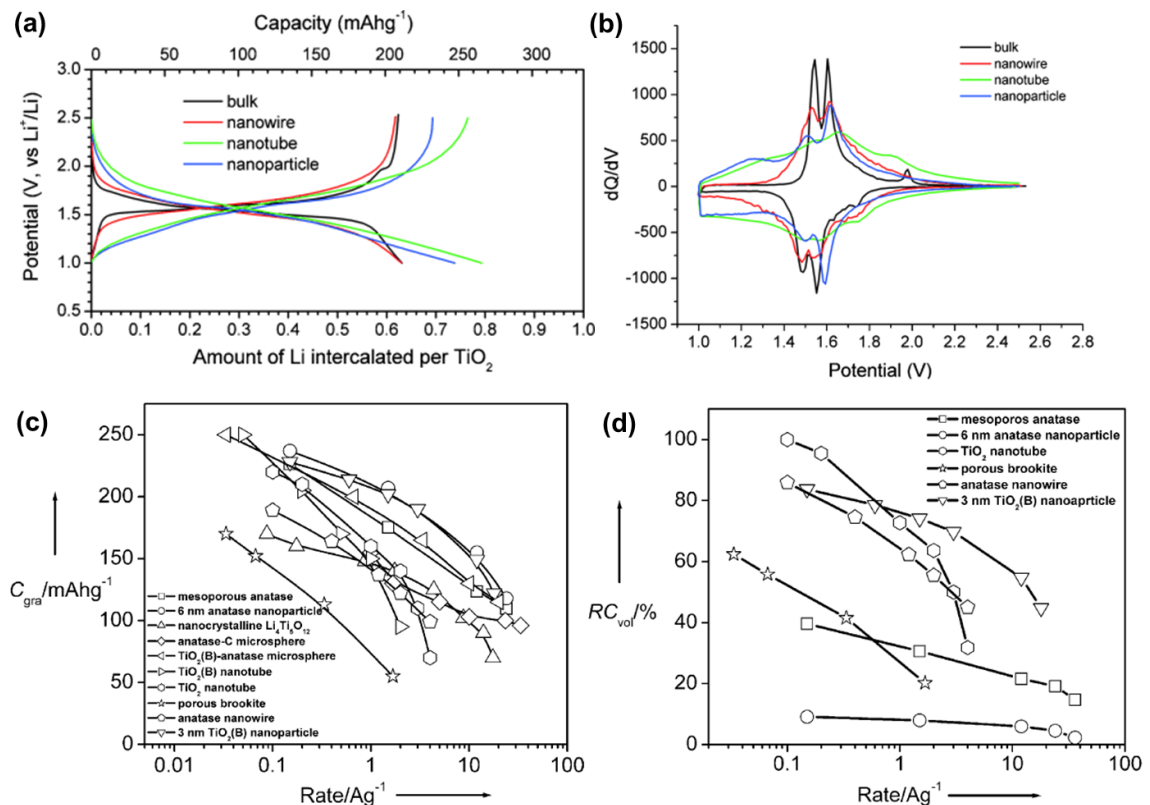 (a)
Capacity (mAhg-1)
0 50 100 150 200 250 300
3.0
2.5
2.0
1.5
1.0
0.5
Potential (V, vs Li+/Li)
bulk
nanowire
nanotube
nanoparticle
0.0 0.1 0.2 0.3 0.4 0.5 0.6 0.7 0.8 0.9 1.0
Amount of Li intercalated per TiO2
(b)
1500
1000
500
0
-500
-1000
-1500
dQ/dV
bulk
nanowire
nanotube
nanoparticle
1.0 1.2 1.4 1.6 1.8 2.0 2.2 2.4 2.6 2.8
Potential (V)
(c)
250
200
150
100
50
0
Cgra/mAhg-1
mesoporous anatase
6 nm anatase nanoparticle
nanocrystalline Li4Ti5O12
anatase-C microsphere
TiO2(B)-anatase microsphere
TiO2(B) nanotube
TiO2 nanotube
porous brookite
anatase nanowire
3 nm TiO2(B) nanoparticle
0.01 0.1 1 10 100
Rate/Ag-1
(d)
100
80
60
40
20
0
RCvol/%
mesoporos anatase
6 nm anatase nanoparticle
TiO2 nanotube
porous brookite
anatase nanowire
3 nm TiO2(B) nanoaprticle
0.1 1 10 100
Rate/Ag-1